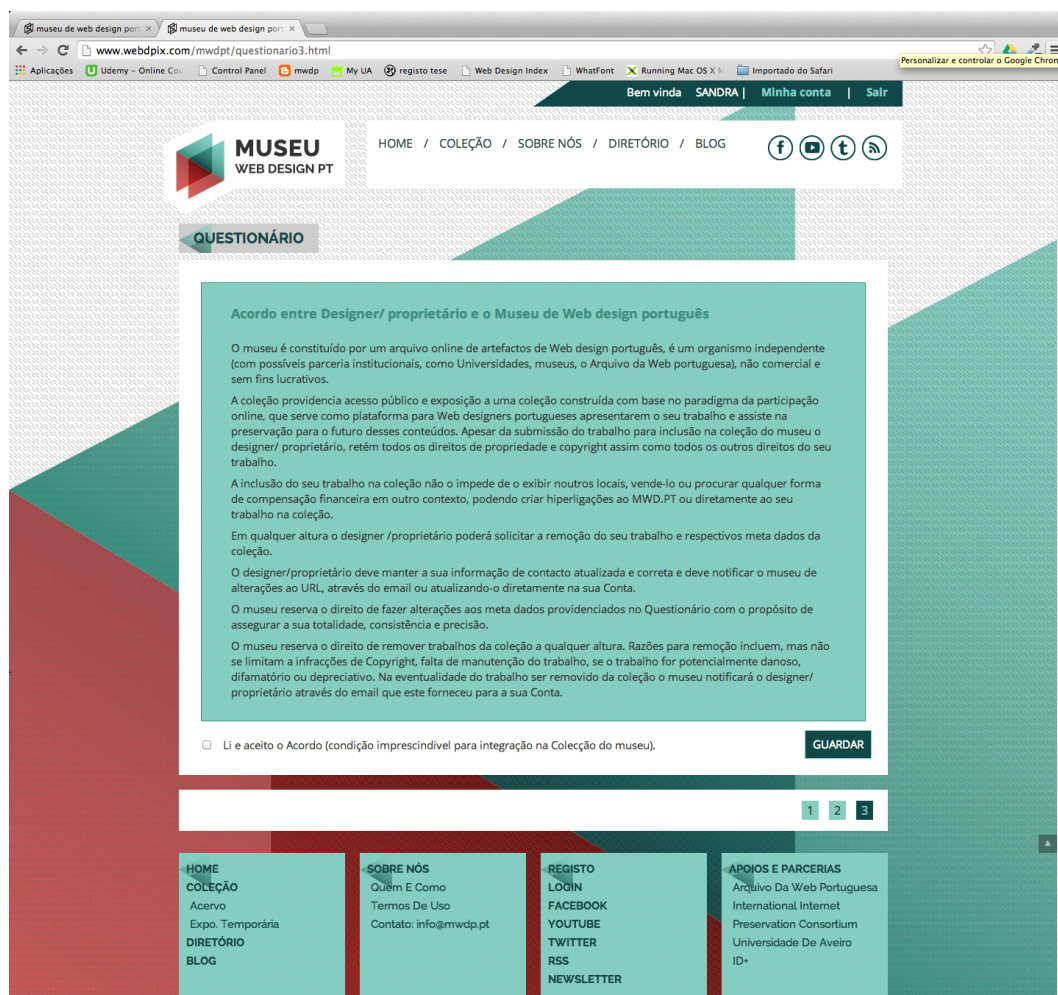 museu de web design por
museu de web design por
www.webdpix.com/mwdpt/questionario3.html
Aplicações Udemy – Online Cou Control Panel mwdp My UA registo tese Web Design Index WhatFont Running Mac OS X Importado do Safari
Personalizar e controlar o Google Chrom
Bem vinda SANDRA | Minha conta | Sair
MUSEU
WEB DESIGN PT
HOME / COLEÇÃO / SOBRE NÓS / DIRETÓRIO / BLOG
QUESTIONÁRIO
Acordo entre Designer/ proprietário e o Museu de Web design português
O museu é constituído por um arquivo online de artefactos de Web design português, é um organismo independente
(com possíveis parceria institucionais, como Universidades, museus, o Arquivo da Web portuguesa), não comercial e
sem fins lucrativos.
A coleção providencia acesso público e exposição a uma coleção construída com base no paradigma da participação
online, que serve como plataforma para Web designers portugueses apresentarem o seu trabalho e assiste na
preservação para o futuro desses conteúdos. Apesar da submissão do trabalho para inclusão na coleção do museu o
designer/ proprietário, retém todos os direitos de propriedade e copyright assim como todos os outros direitos do seu
trabalho.
A inclusão do seu trabalho na coleção não o impede de o exibir noutros locais, vende-lo ou procurar qualquer forma
de compensação financeira em outro contexto, podendo criar hiperligações ao MWD.PT ou diretamente ao seu
trabalho na coleção.
Em qualquer altura o designer /proprietário poderá solicitar a remoção do seu trabalho e respectivos meta dados da
coleção.
O designer/proprietário deve manter a sua informação de contacto atualizada e correta e deve notificar o museu de
alterações ao URL, através do email ou atualizando-o diretamente na sua Conta.
O museu reserva o direito de fazer alterações aos meta dados providenciados no Questionário com o propósito de
assegurar a sua totalidade, consistência e precisão.
O museu reserva o direito de remover trabalhos da coleção a qualquer altura. Razões para remoção incluem, mas não
se limitam a infracções de Copyright, falta de manutenção do trabalho, se o trabalho for potencialmente danoso,
difamatório ou depreciativo. Na eventualidade do trabalho ser removido da coleção o museu notificará o designer/
proprietário através do email que este forneceu para a sua Conta.
Li e aceito o Acordo (condição imprescindivel para integração na Colecção do museu).
GUARDAR
1 2 3
HOME
COLEÇÃO
Acervo
Expo. Temporária
DIRETÓRIO
BLOG
SOBRE NÓS
Quem E Como
Termos De Uso
Contato: info@mwdp.pt
REGISTO
LOGIN
FACEBOOK
YOUTUBE
TWITTER
RSS
NEWSLETTER
APOIOS E PARCERIAS
Arquivo Da Web Portuguesa
International Internet
Preservation Consortium
Universidade De Aveiro
ID+